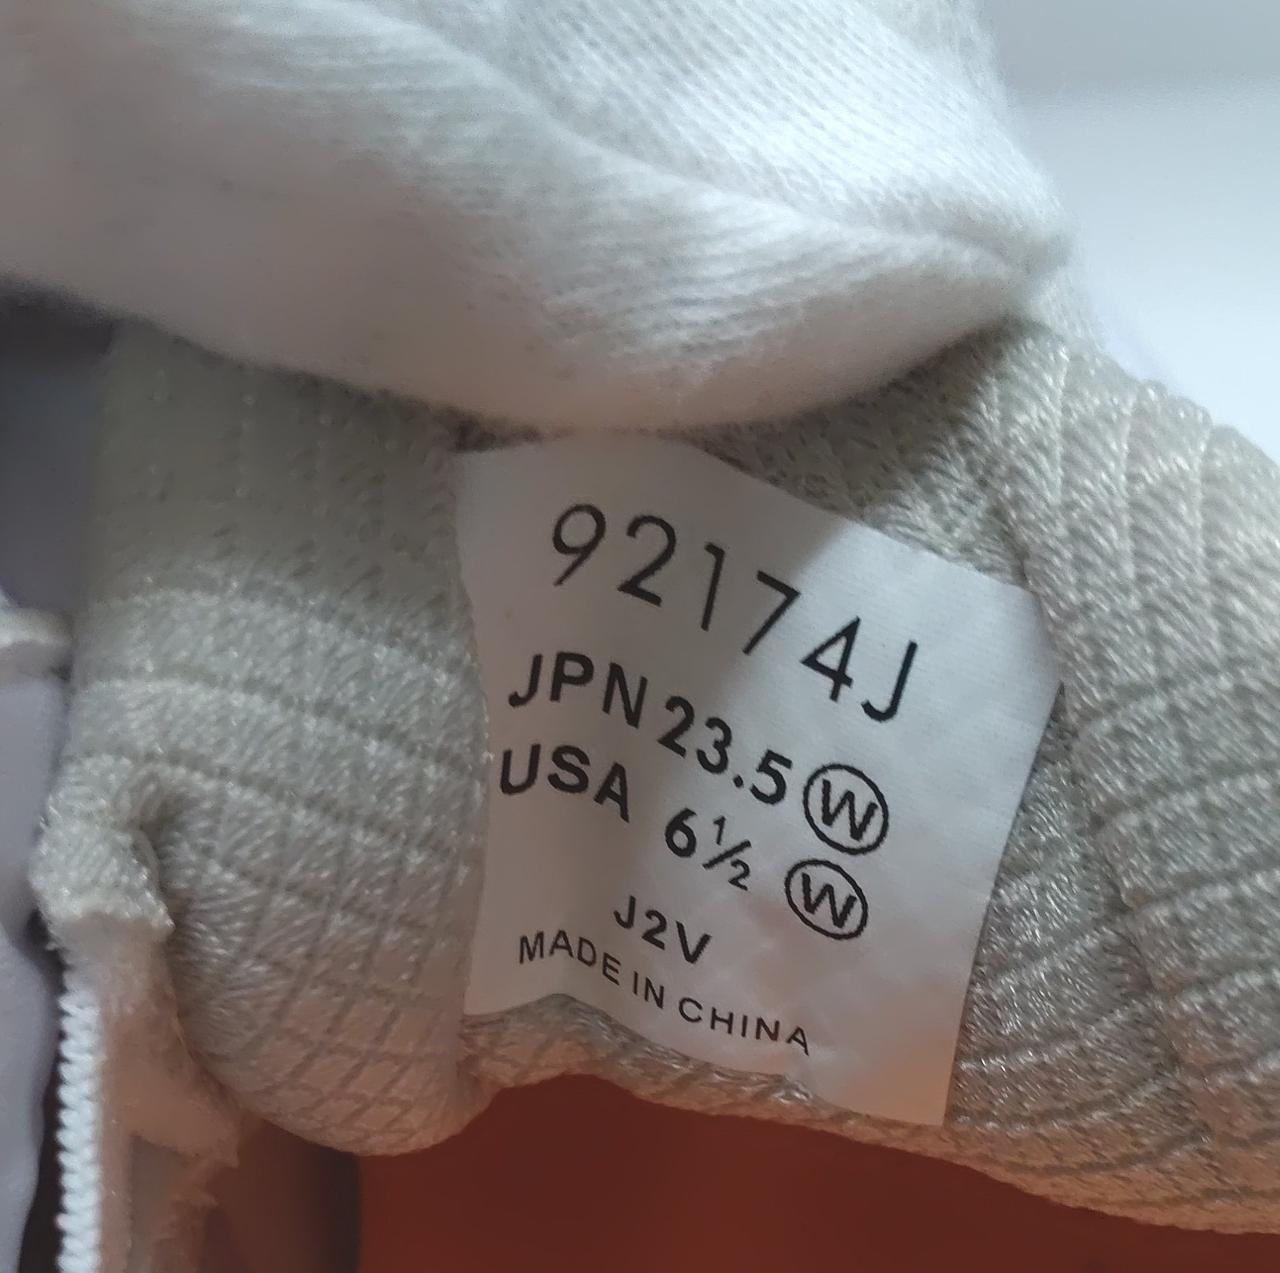 92174J
JPN 23.5 Ⓦ
USA 6½ Ⓦ
J2V
MADE IN CHINA